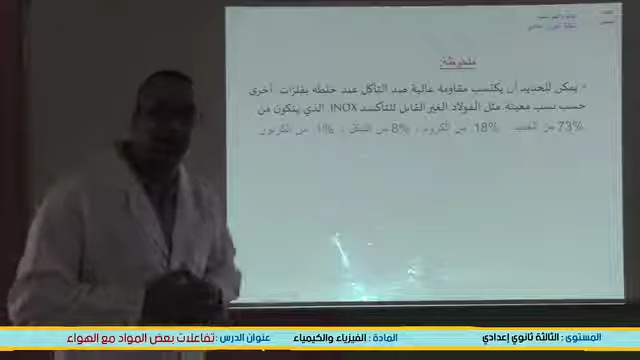 ملحوظة:
يمكن للحديد أن يكتسب مقاومة عالية ضد التآكل عند خلطه بفلزات أخرى
حسب نسب معينة. مثل الفولاد الغير القابل للتأكسد INOX. الذي يتكون من
73% من الحديد 18% من الكروم، 8% من النيكل، 1% من الكربون
المستوى : الثالثة ثانوي إعدادي
المادة : الفيزياء والكيمياء
عنوان الدرس : تفاعلات بعض المواد مع الهواء